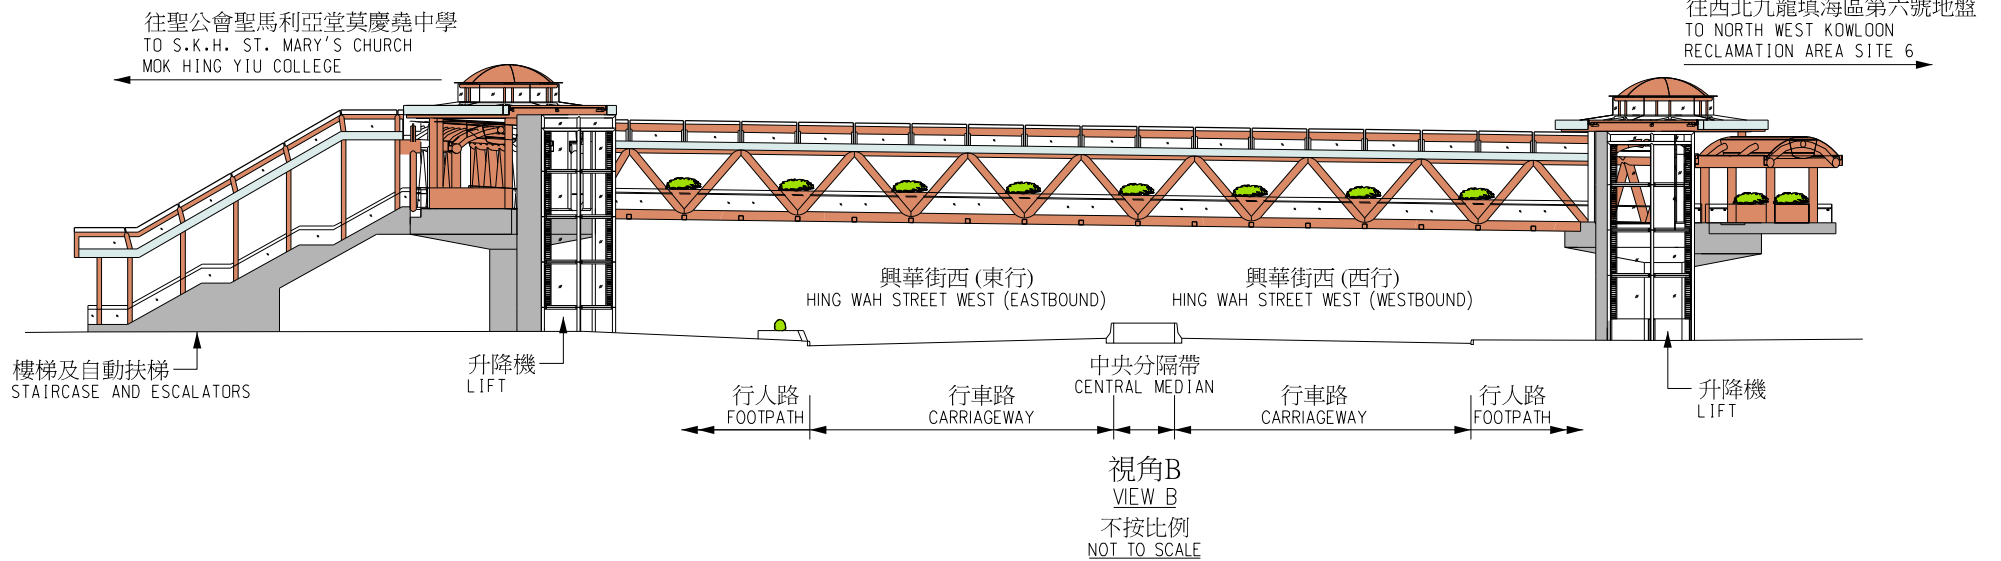 往聖公會聖馬利亞堂莫慶堯中學
TO S.K.H. ST. MARY'S CHURCH
MOK HING YIU COLLEGE
往西北九龍填海區第六號地盤
TO NORTH WEST KOWLOON
RECLAMATION AREA SITE 6
興華街西 (東行)
HING WAH STREET WEST (EASTBOUND)
興華街西 (西行)
HING WAH STREET WEST (WESTBOUND)
樓梯及自動扶梯
STAIRCASE AND ESCALATORS
升降機
LIFT
中央分隔帶
CENTRAL MEDIAN
升降機
LIFT
行人路
FOOTPATH
行車路
CARRIAGEWAY
行車路
CARRIAGEWAY
行人路
FOOTPATH
視角B
VIEW B
不按比例
NOT TO SCALE